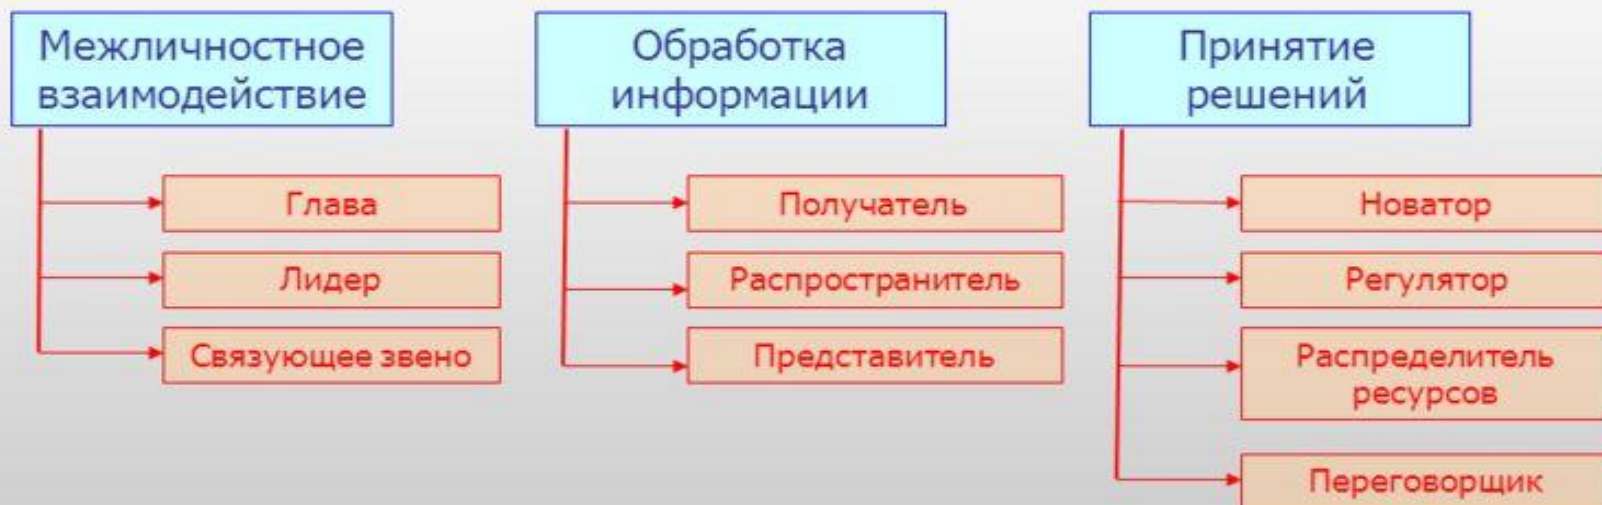 Межличностное
взаимодействие
Глава
Лидер
Связующее звено
Обработка
информации
Получатель
Распространитель
Представитель
Принятие
решений
Новатор
Регулятор
Распределитель
ресурсов
Переговорщик